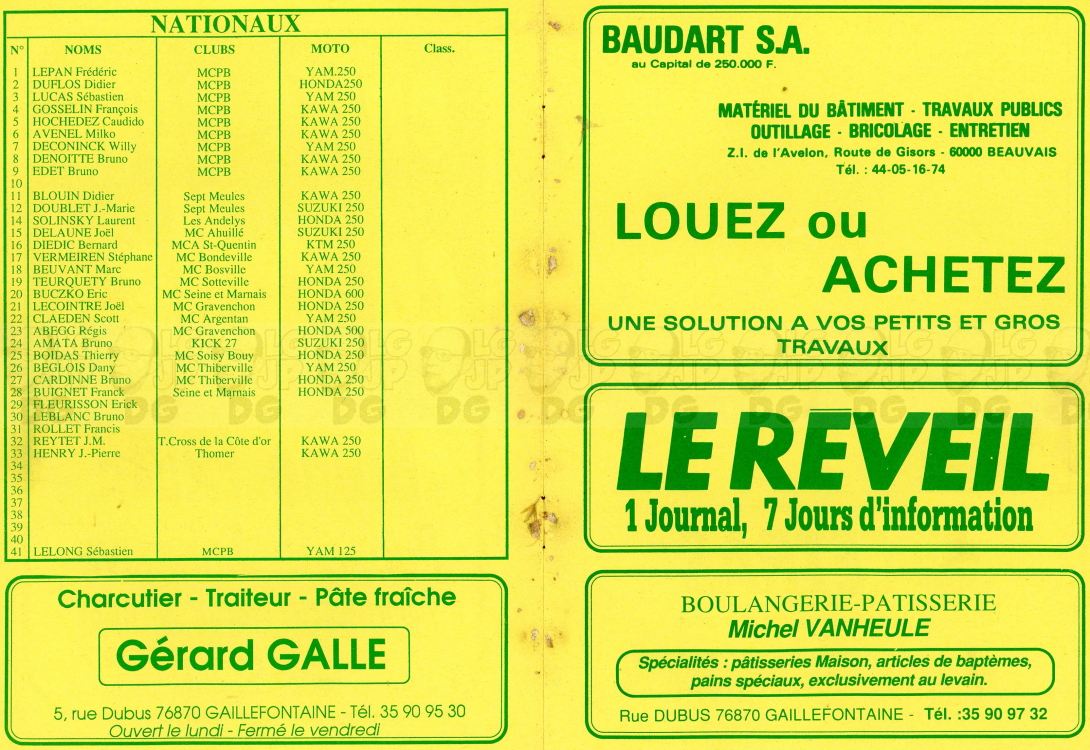 NATIONAUX
N° NOMS CLUBS MOTO Class.
1 LEPAN Frédéric MCPB YAM.250
2 DUFLOS Didier MCPB HONDA250
3 LUCAS Sébastien MCPB YAM 250
4 GOSSELIN François MCPB KAWA 250
5 HOCHEDEZ Caudido MCPB KAWA 250
6 AVENEL Milko MCPB KAWA 250
7 DECONINCK Willy MCPB YAM 250
8 DENOITTE Bruno MCPB KAWA 250
9 EDET Bruno MCPB KAWA 250
10
11 BLOUIN Didier Sept Meules KAWA 250
12 DOUBLET J.-Marie Sept Meules SUZUKI 250
14 SOLINSKY Laurent Les Andelys HONDA 250
15 DELAUNE Joël MC Ahuillé SUZUKI 250
16 DIEDIC Bernard MCA St-Quentin KTM 250
17 VERMEIREN Stéphane MC Bondeville KAWA 250
18 BEUVANT Marc MC Bosville YAM 250
19 TEURQUETY Bruno MC Sotteville HONDA 250
20 BUCZKO Eric MC Seine et Marnais HONDA 600
21 LECOINTRE Joël MC Gravenchon HONDA 250
22 CLAEDEN Scott MC Argentan YAM 250
23 ABEGG Régis MC Gravenchon HONDA 500
24 AMATA Bruno KICK 27 SUZUKI 250
25 BOIDAS Thierry MC Soisy Bouy HONDA 250
26 BEGLOIS Dany MC Thiberville YAM 250
27 CARDINNE Bruno MC Thiberville HONDA 250
28 BUIGNET Franck Seine et Marnais HONDA 250
29 FLEURISSON Erick
30 LEBLANC Bruno
31 ROLLET Francis
32 REYTET J.M. T.Cross de la Côte d'or KAWA 250
33 HENRY J.-Pierre Thomer KAWA 250
34
35
36
37
38
39
40
41 LELONG Sébastien MCPB YAM 125
Charcutier - Traiteur - Pâte fraîche
Gérard GALLE
5, rue Dubus 76870 GAILLEFONTAINE - Tél. 35 90 95 30
Ouvert le lundi - Fermé le vendredi
BAUDART S.A.
au Capital de 250.000 F.
MATÉRIEL DU BÂTIMENT - TRAVAUX PUBLICS
OUTILLAGE - BRICOLAGE - ENTRETIEN
Z.I. de l'Avelon, Route de Gisors - 60000 BEAUVAIS
Tél. : 44-05-16-74
LOUEZ ou
ACHETEZ
UNE SOLUTION A VOS PETITS ET GROS
TRAVAUX
LE REVEIL
1 Journal, 7 Jours d'information
BOULANGERIE-PATISSERIE
Michel VANHEULE
Spécialités : pâtisseries Maison, articles de baptèmes,
pains spéciaux, exclusivement au levain.
Rue DUBUS 76870 GAILLEFONTAINE - Tél. :35 90 97 32
LG
JP
DG